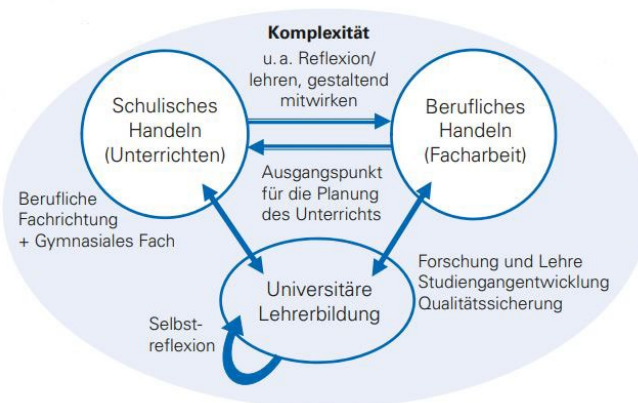 Komplexität
u. a. Reflexion/
lehren, gestaltend
mitwirken
Schulisches
Handeln
(Unterrichten)
Berufliches
Handeln
(Facharbeit)
Ausgangspunkt
für die Planung
des Unterrichts
Berufliche
Fachrichtung
+ Gymnasiales Fach
Universitäre
Lehrerbildung
Forschung und Lehre
Studiengangentwicklung
Qualitätssicherung
Selbst-
reflexion